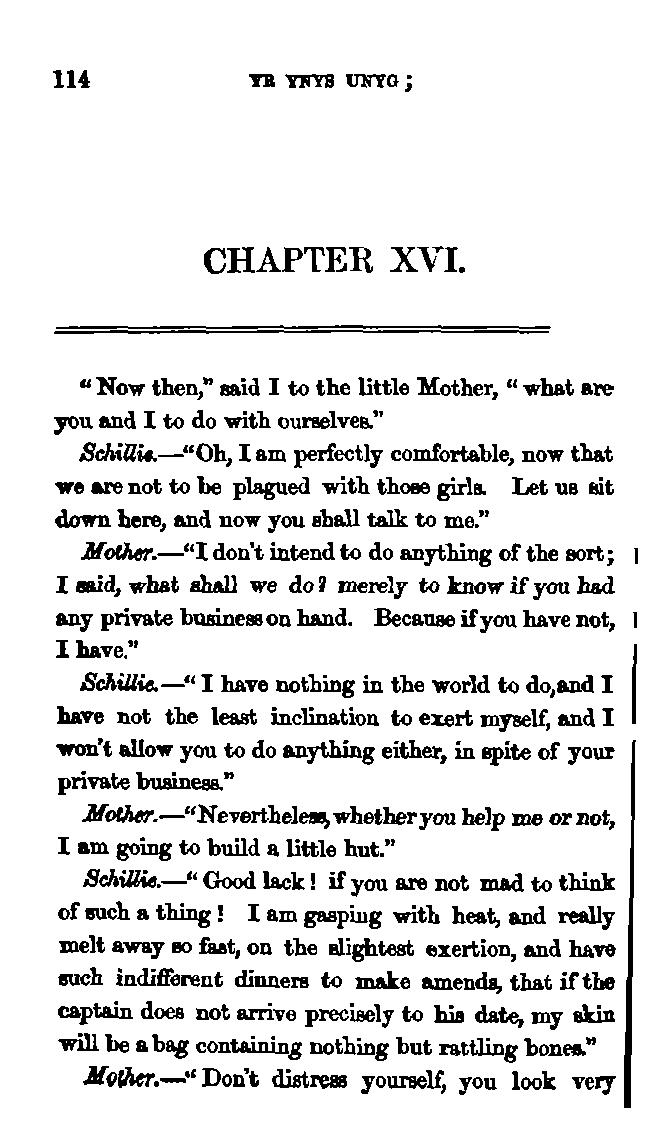 114 YR YNYS UNYG ;
CHAPTER XVI.
“Now then,” said I to the little Mother, “what are
you and I to do with ourselves.”
Schillie.—“Oh, I am perfectly comfortable, now that
we are not to be plagued with those girls. Let us sit
down here, and now you shall talk to me.”
Mother.—“I don't intend to do anything of the sort;
I said, what shall we do? merely to know if you had
any private business on hand. Because if you have not,
I have.”
Schillie.—“I have nothing in the world to do,and I
have not the least inclination to exert myself, and I
won't allow you to do anything either, in spite of your
private business.”
Mother.—“Nevertheless, whether you help me or not,
I am going to build a little hut.”
Schillie.—“Good lack! if you are not mad to think
of such a thing! I am gasping with heat, and really
melt away so fast, on the slightest exertion, and have
such indifferent dinners to make amends, that if the
captain does not arrive precisely to his date, my skin
will be a bag containing nothing but rattling bones.”
Mother.—“Don't distress yourself, you look very